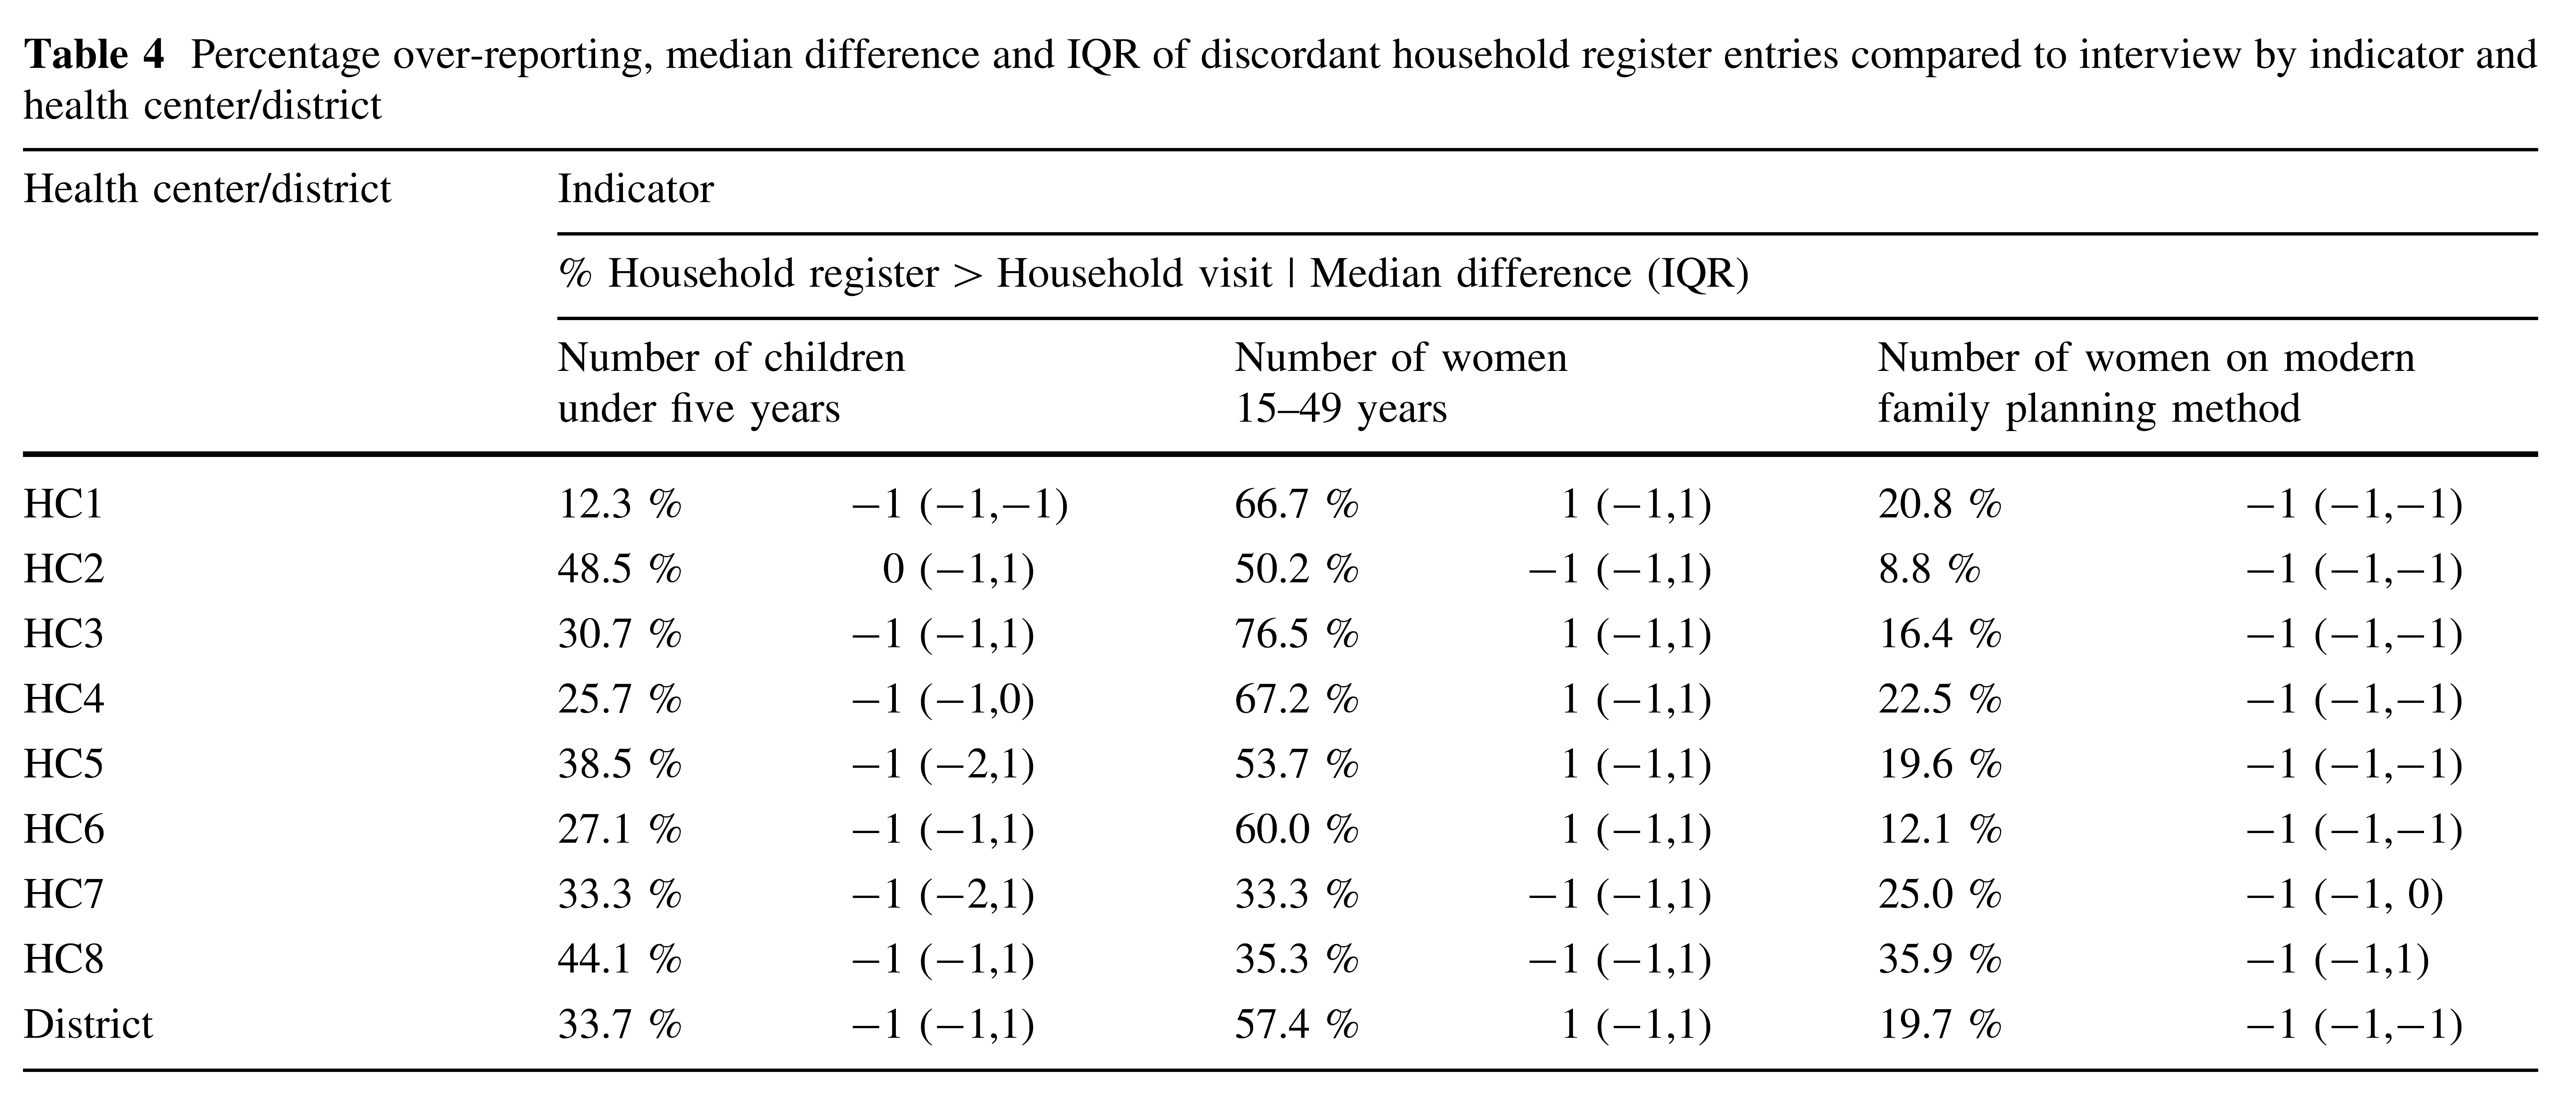 Table 4 Percentage over-reporting, median difference and IQR of discordant household register entries compared to interview by indicator and
health center/district
Health center/district Indicator
% Household register > Household visit | Median difference (IQR)
Number of children Number of women Number of women on modern
under five years 15–49 years family planning method
HC1 12.3 % −1 (−1,−1) 66.7 % 1 (−1,1) 20.8 % −1 (−1,−1)
HC2 48.5 % 0 (−1,1) 50.2 % −1 (−1,1) 8.8 % −1 (−1,−1)
HC3 30.7 % −1 (−1,1) 76.5 % 1 (−1,1) 16.4 % −1 (−1,−1)
HC4 25.7 % −1 (−1,0) 67.2 % 1 (−1,1) 22.5 % −1 (−1,−1)
HC5 38.5 % −1 (−2,1) 53.7 % 1 (−1,1) 19.6 % −1 (−1,−1)
HC6 27.1 % −1 (−1,1) 60.0 % 1 (−1,1) 12.1 % −1 (−1,−1)
HC7 33.3 % −1 (−2,1) 33.3 % −1 (−1,1) 25.0 % −1 (−1, 0)
HC8 44.1 % −1 (−1,1) 35.3 % −1 (−1,1) 35.9 % −1 (−1,1)
District 33.7 % −1 (−1,1) 57.4 % 1 (−1,1) 19.7 % −1 (−1,−1)